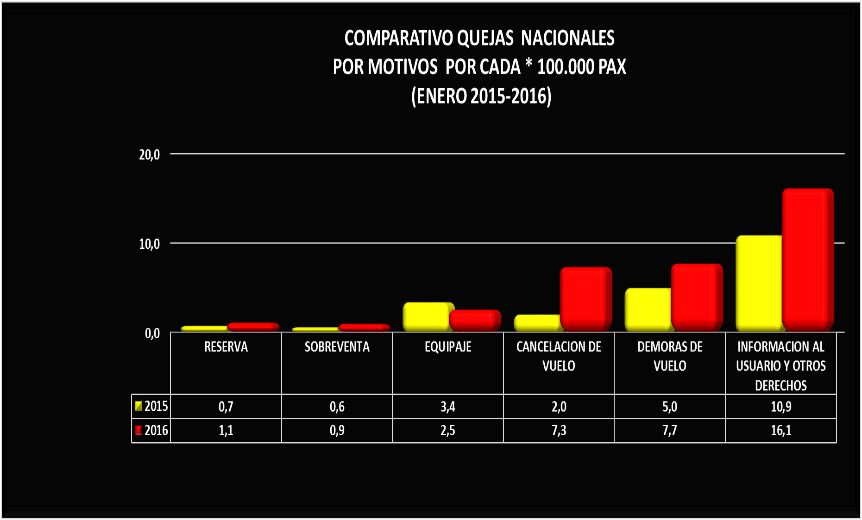 COMPARATIVO QUEJAS NACIONALES
POR MOTIVOS POR CADA * 100.000 PAX
(ENERO 2015-2016)
20,0
10,0
0,0
RESERVA SOBREVENTA EQUIPAJE CANCELACION DE DEMORAS DE INFORMACION AL
VUELO VUELO USUARIO Y OTROS
DERECHOS
2015 0,7 0,6 3,4 2,0 5,0 10,9
2016 1,1 0,9 2,5 7,3 7,7 16,1